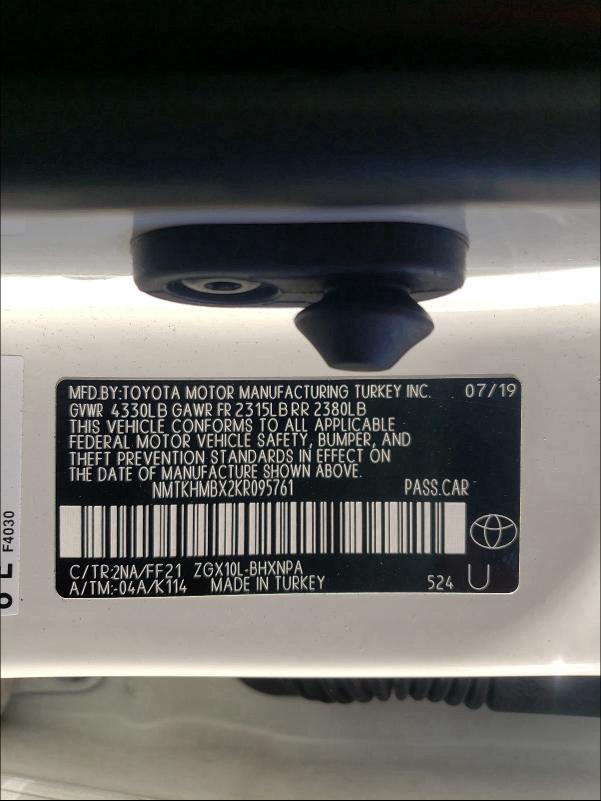 MFD.BY:TOYOTA MOTOR MANUFACTURING TURKEY INC. 07/19
GVWR 4330LB GAWR FR 2315LB RR 2380LB
THIS VEHICLE CONFORMS TO ALL APPLICABLE
FEDERAL MOTOR VEHICLE SAFETY, BUMPER, AND
THEFT PREVENTION STANDARDS IN EFFECT ON
THE DATE OF MANUFACTURE SHOWN ABOVE.
NMTKHMBX2KR095761 PASS.CAR
C/TR:2NA/FF21 ZGX10L-BHXNPA
A/TM:-04A/K114 MADE IN TURKEY 524 U
F4030